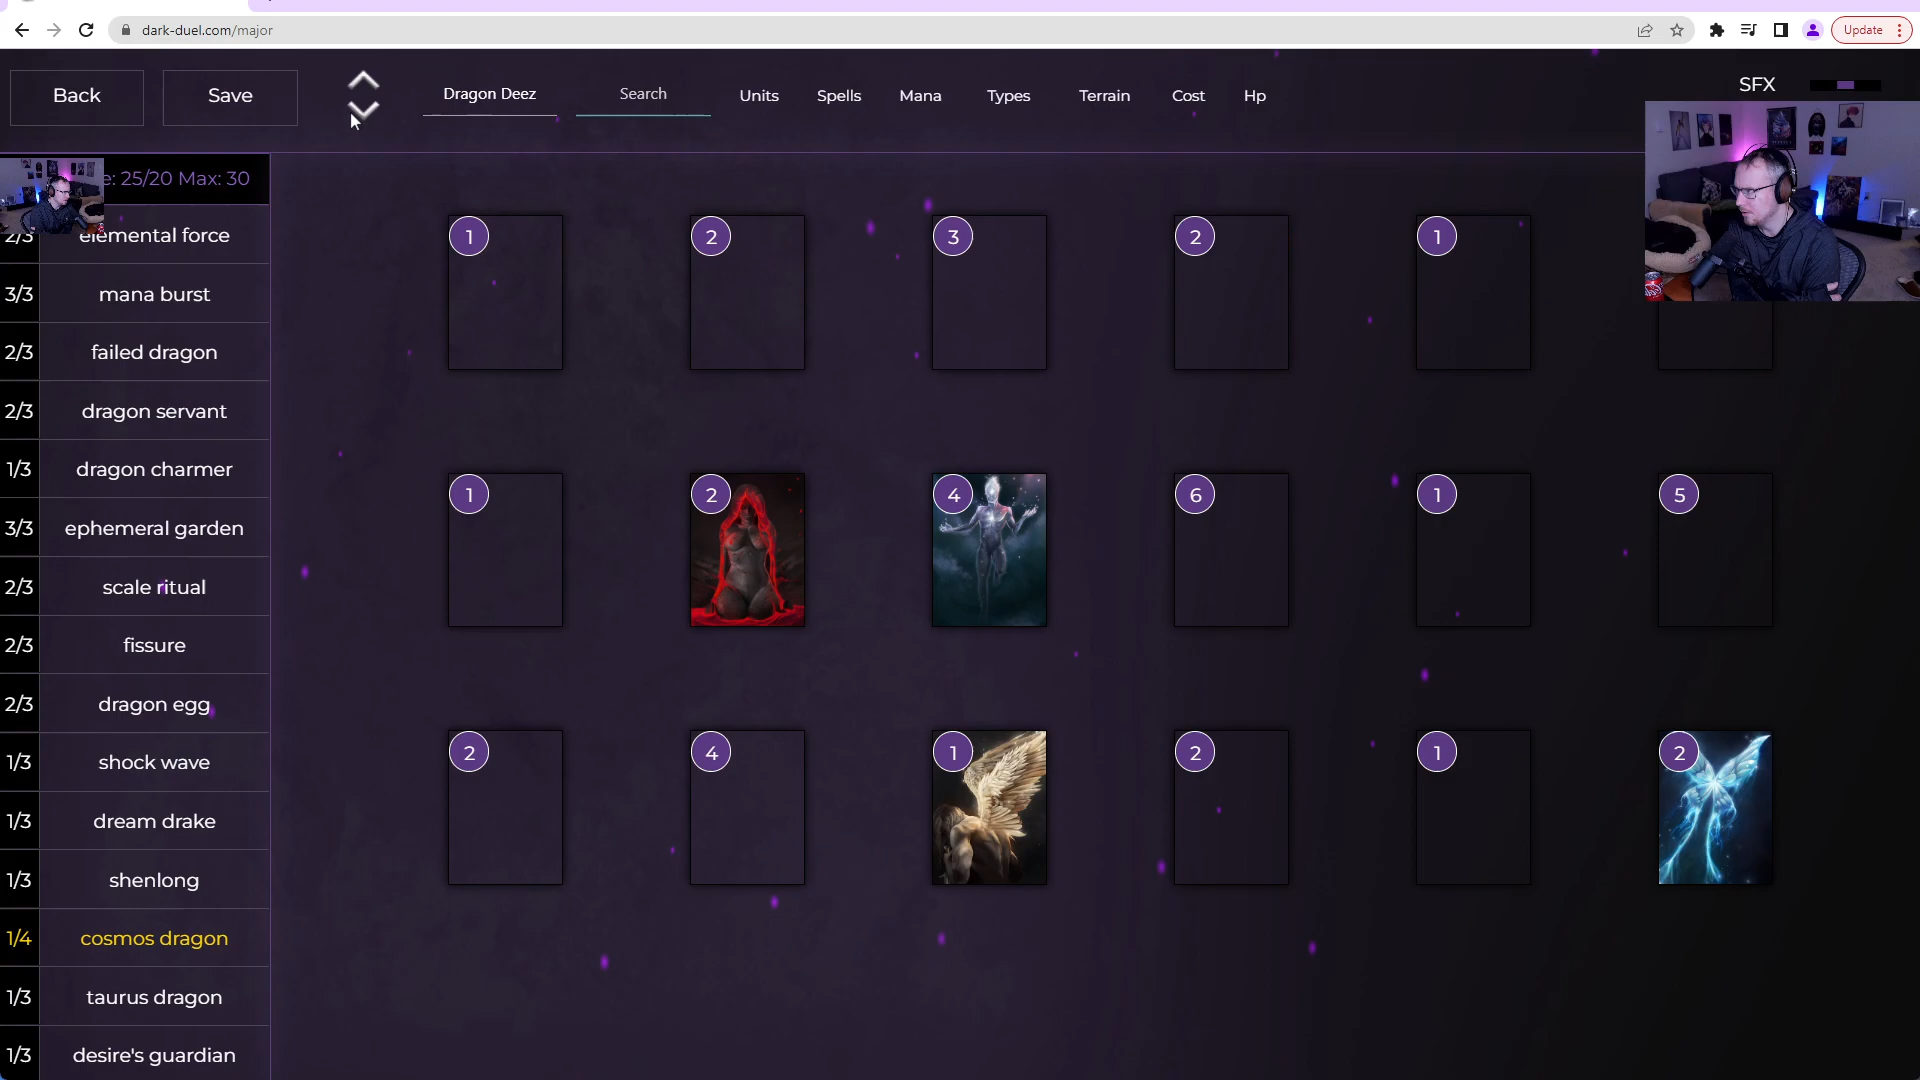 dark-duel.com/major
Update
Back
Save
Dragon Deez
Search
Units
Spells
Mana
Types
Terrain
Cost
Hp
SFX
e: 25/20 Max: 30
2/3 elemental force
3/3 mana burst
2/3 failed dragon
2/3 dragon servant
1/3 dragon charmer
3/3 ephemeral garden
2/3 scale ritual
2/3 fissure
2/3 dragon egg
1/3 shock wave
1/3 dream drake
1/3 shenlong
1/4 cosmos dragon
1/3 taurus dragon
1/3 desire's guardian
1
2
3
2
1
1
2
4
6
1
5
2
4
1
2
1
2